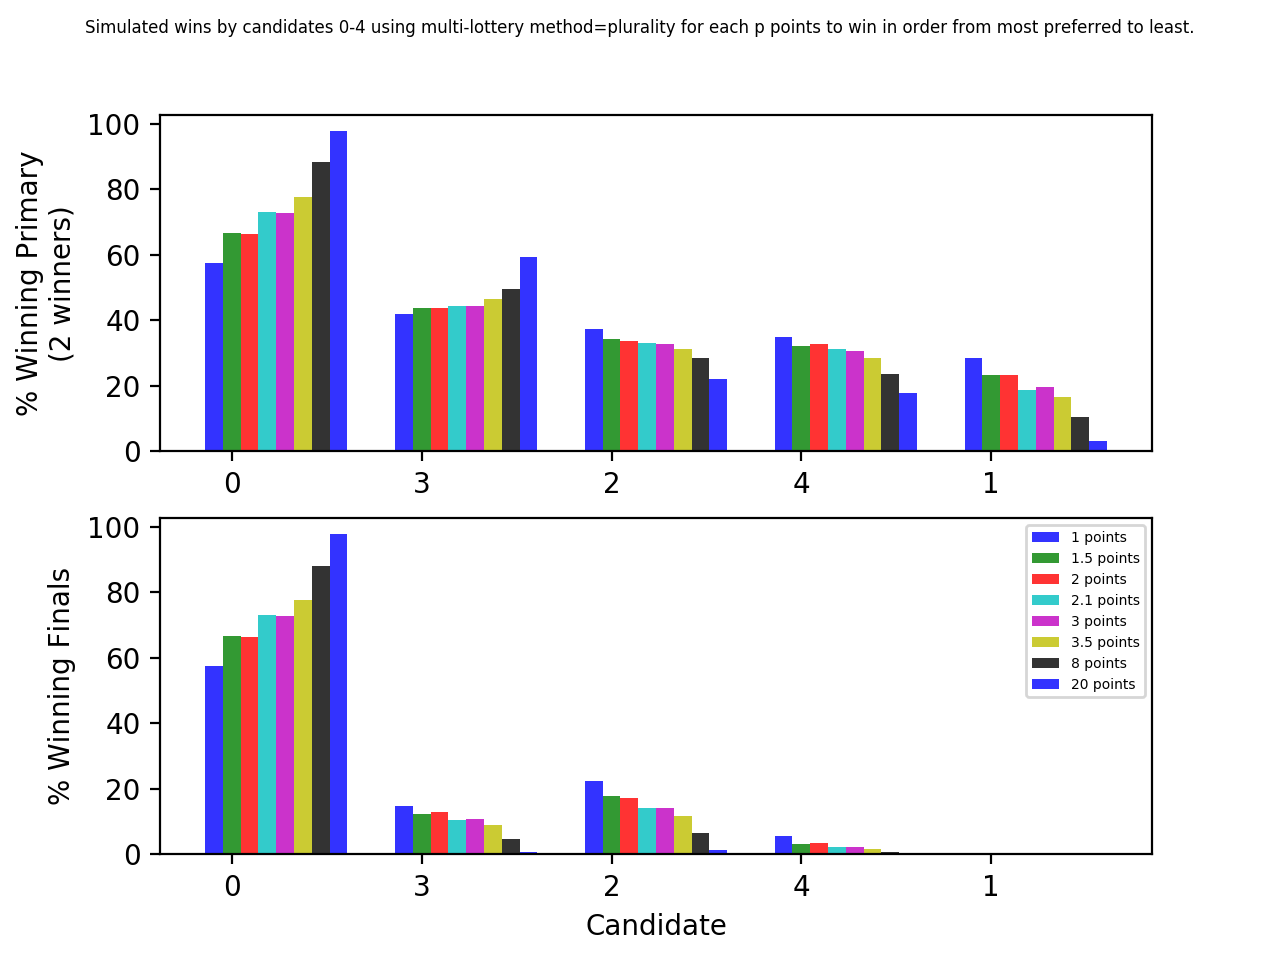 Simulated wins by candidates 0-4 using multi-lottery method=plurality for each p points to win in order from most preferred to least.
% Winning Primary
(2 winners)
100
80
60
40
20
0
0 3 2 4 1
% Winning Finals
100
80
60
40
20
0
1 points
1.5 points
2 points
2.1 points
3 points
3.5 points
8 points
20 points
0 3 2 4 1
Candidate